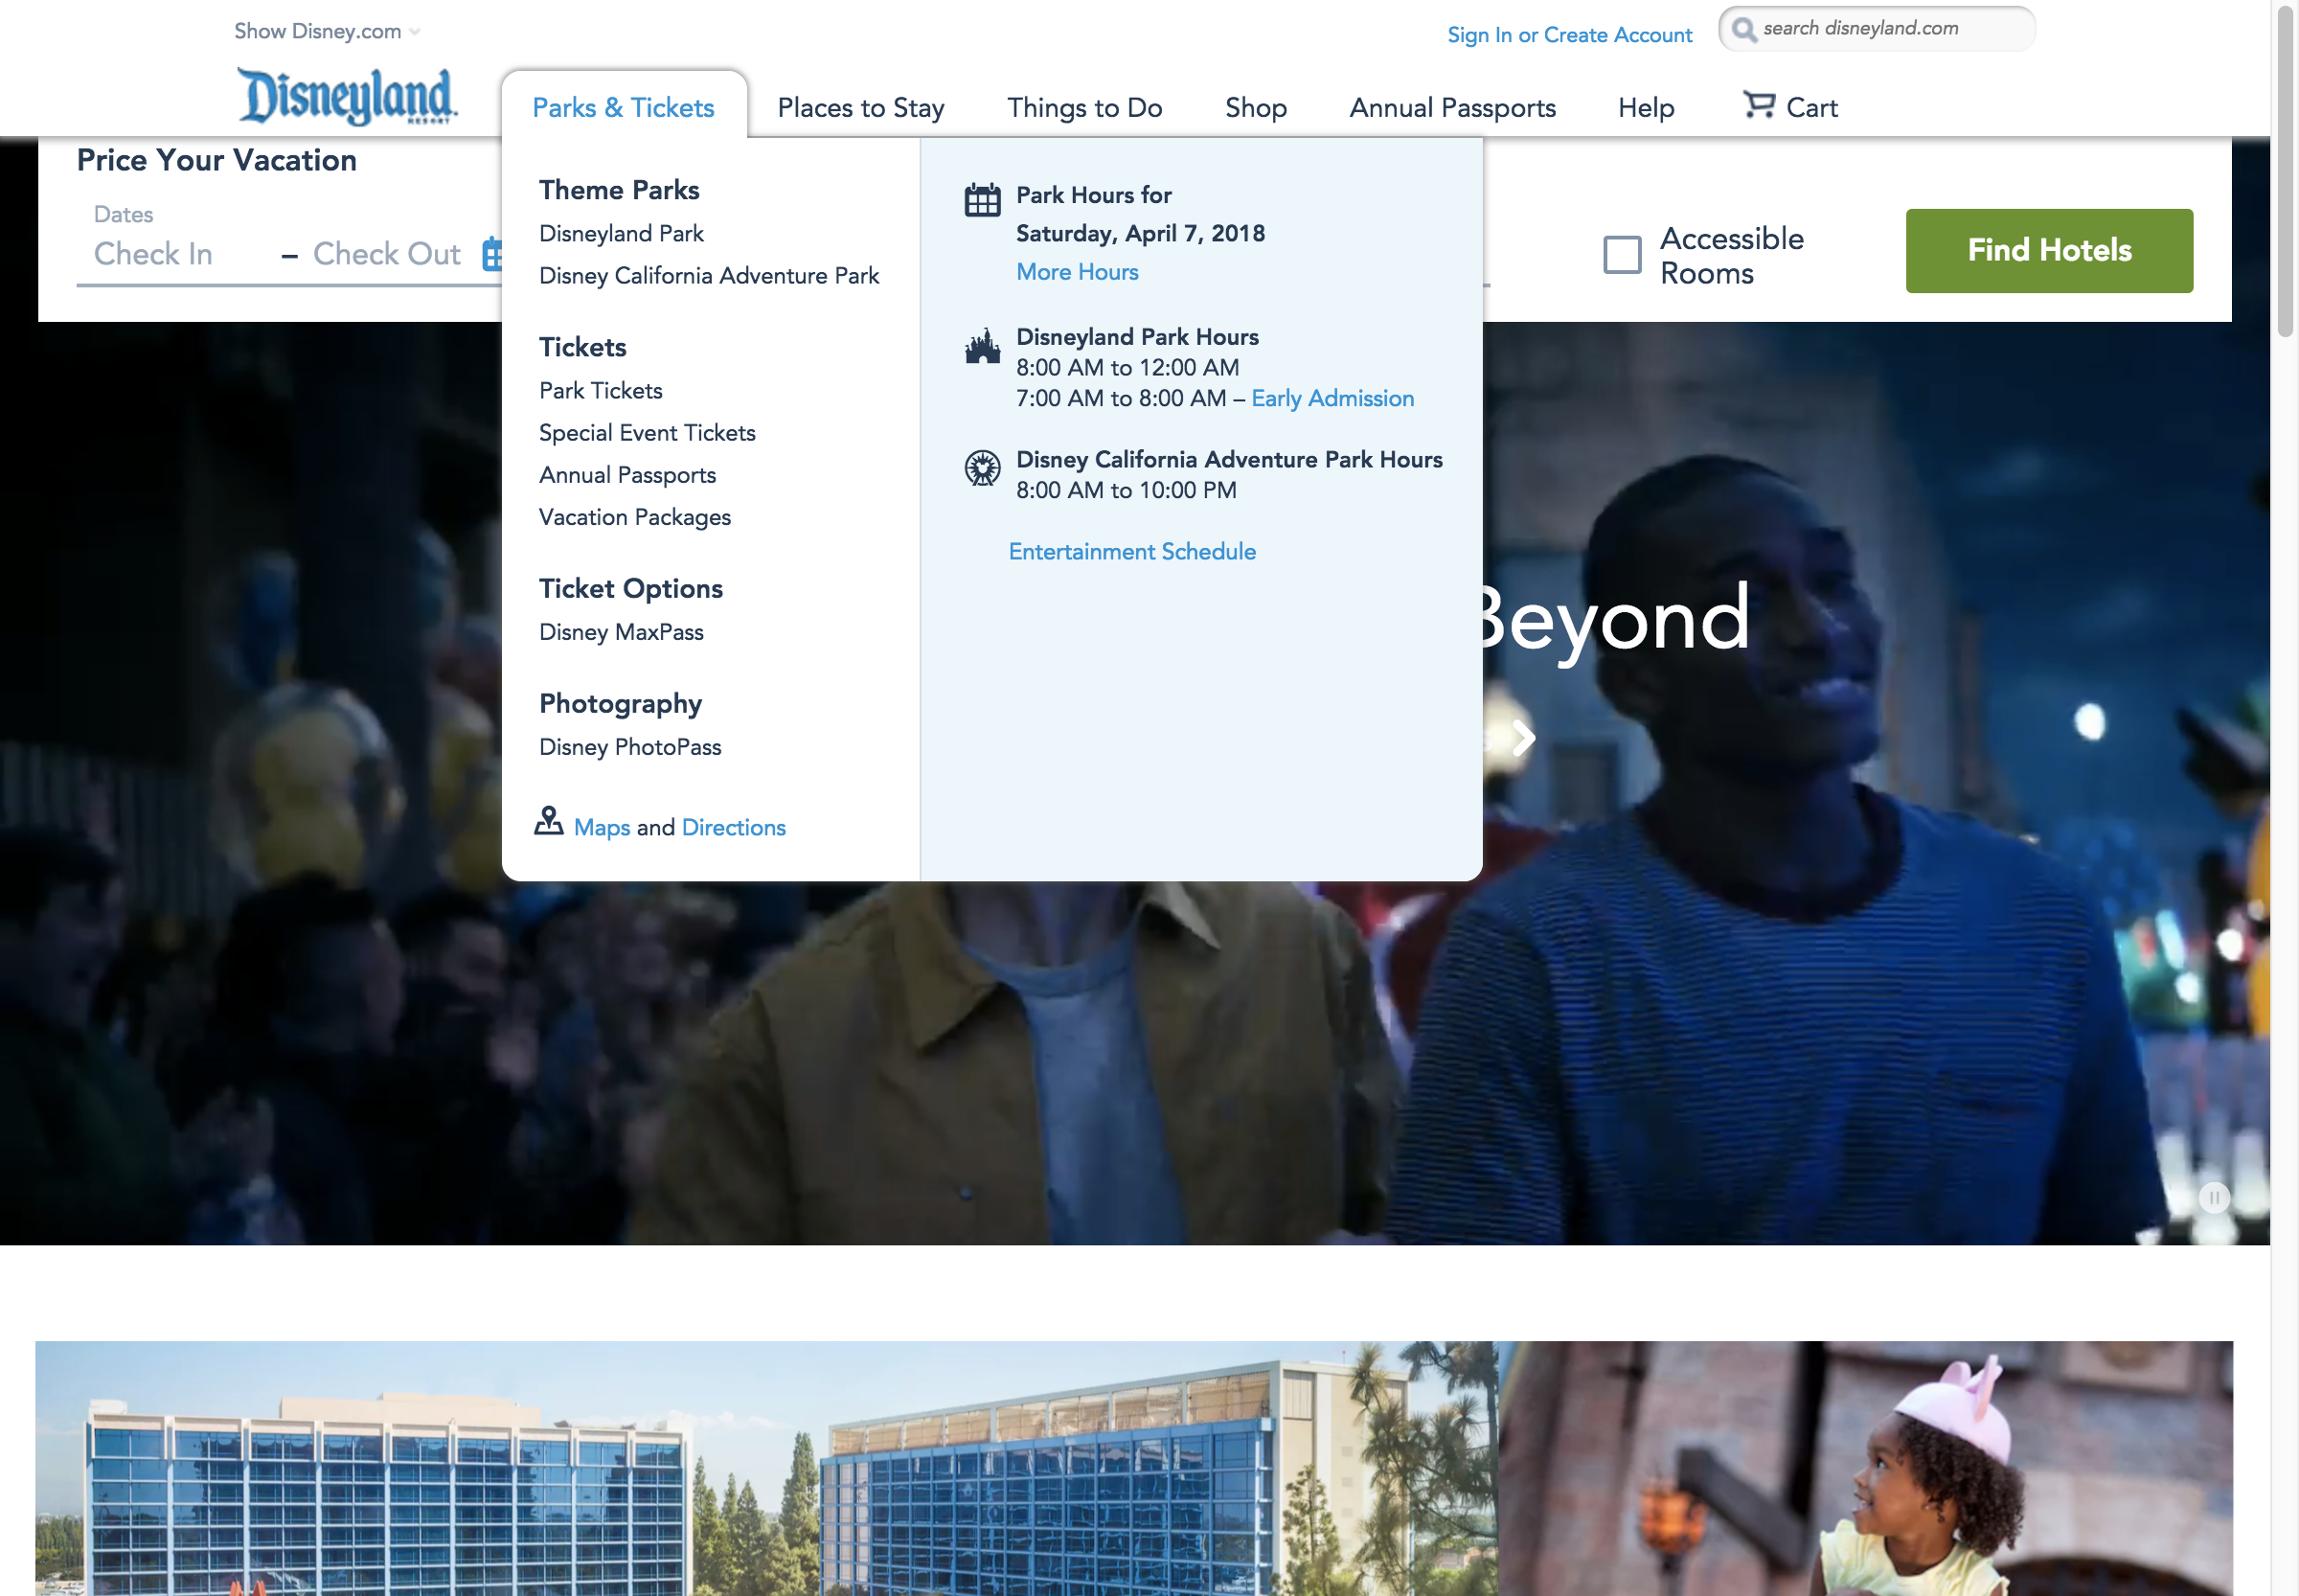 Show Disney.com
Sign In or Create Account
search disneyland.com
Disneyland
RESORT
Parks & Tickets
Places to Stay
Things to Do
Shop
Annual Passports
Help
Cart
Price Your Vacation
Dates
Check In – Check Out
Accessible
Rooms
Find Hotels
Theme Parks
Disneyland Park
Disney California Adventure Park
Tickets
Park Tickets
Special Event Tickets
Annual Passports
Vacation Packages
Ticket Options
Disney MaxPass
Photography
Disney PhotoPass
Maps and Directions
Park Hours for
Saturday, April 7, 2018
More Hours
Disneyland Park Hours
8:00 AM to 12:00 AM
7:00 AM to 8:00 AM – Early Admission
Disney California Adventure Park Hours
8:00 AM to 10:00 PM
Entertainment Schedule
Beyond